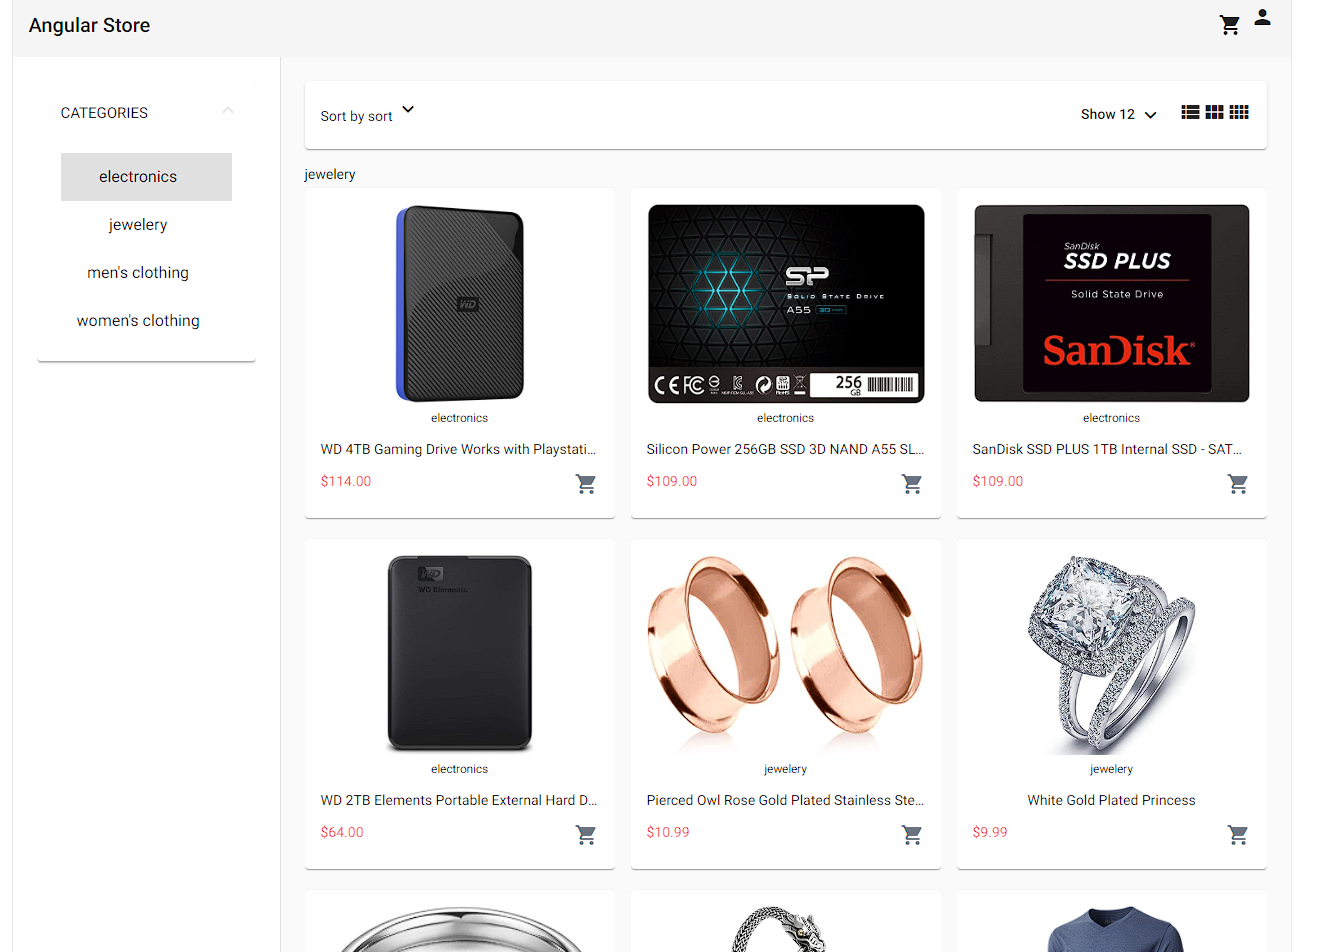 Angular Store
CATEGORIES
electronics
jewelery
men's clothing
women's clothing
Sort by sort
Show 12
jewelery
WD
electronics
WD 4TB Gaming Drive Works with Playstati...
$114.00
SP
SOLID STATE DRIVE
A55
256
GB
electronics
Silicon Power 256GB SSD 3D NAND A55 SL...
$109.00
SanDisk
SSD PLUS
Solid State Drive
SanDisk
electronics
SanDisk SSD PLUS 1TB Internal SSD - SAT...
$109.00
WD
WD Elements
electronics
WD 2TB Elements Portable External Hard D...
$64.00
jewelery
Pierced Owl Rose Gold Plated Stainless Ste...
$10.99
jewelery
White Gold Plated Princess
$9.99